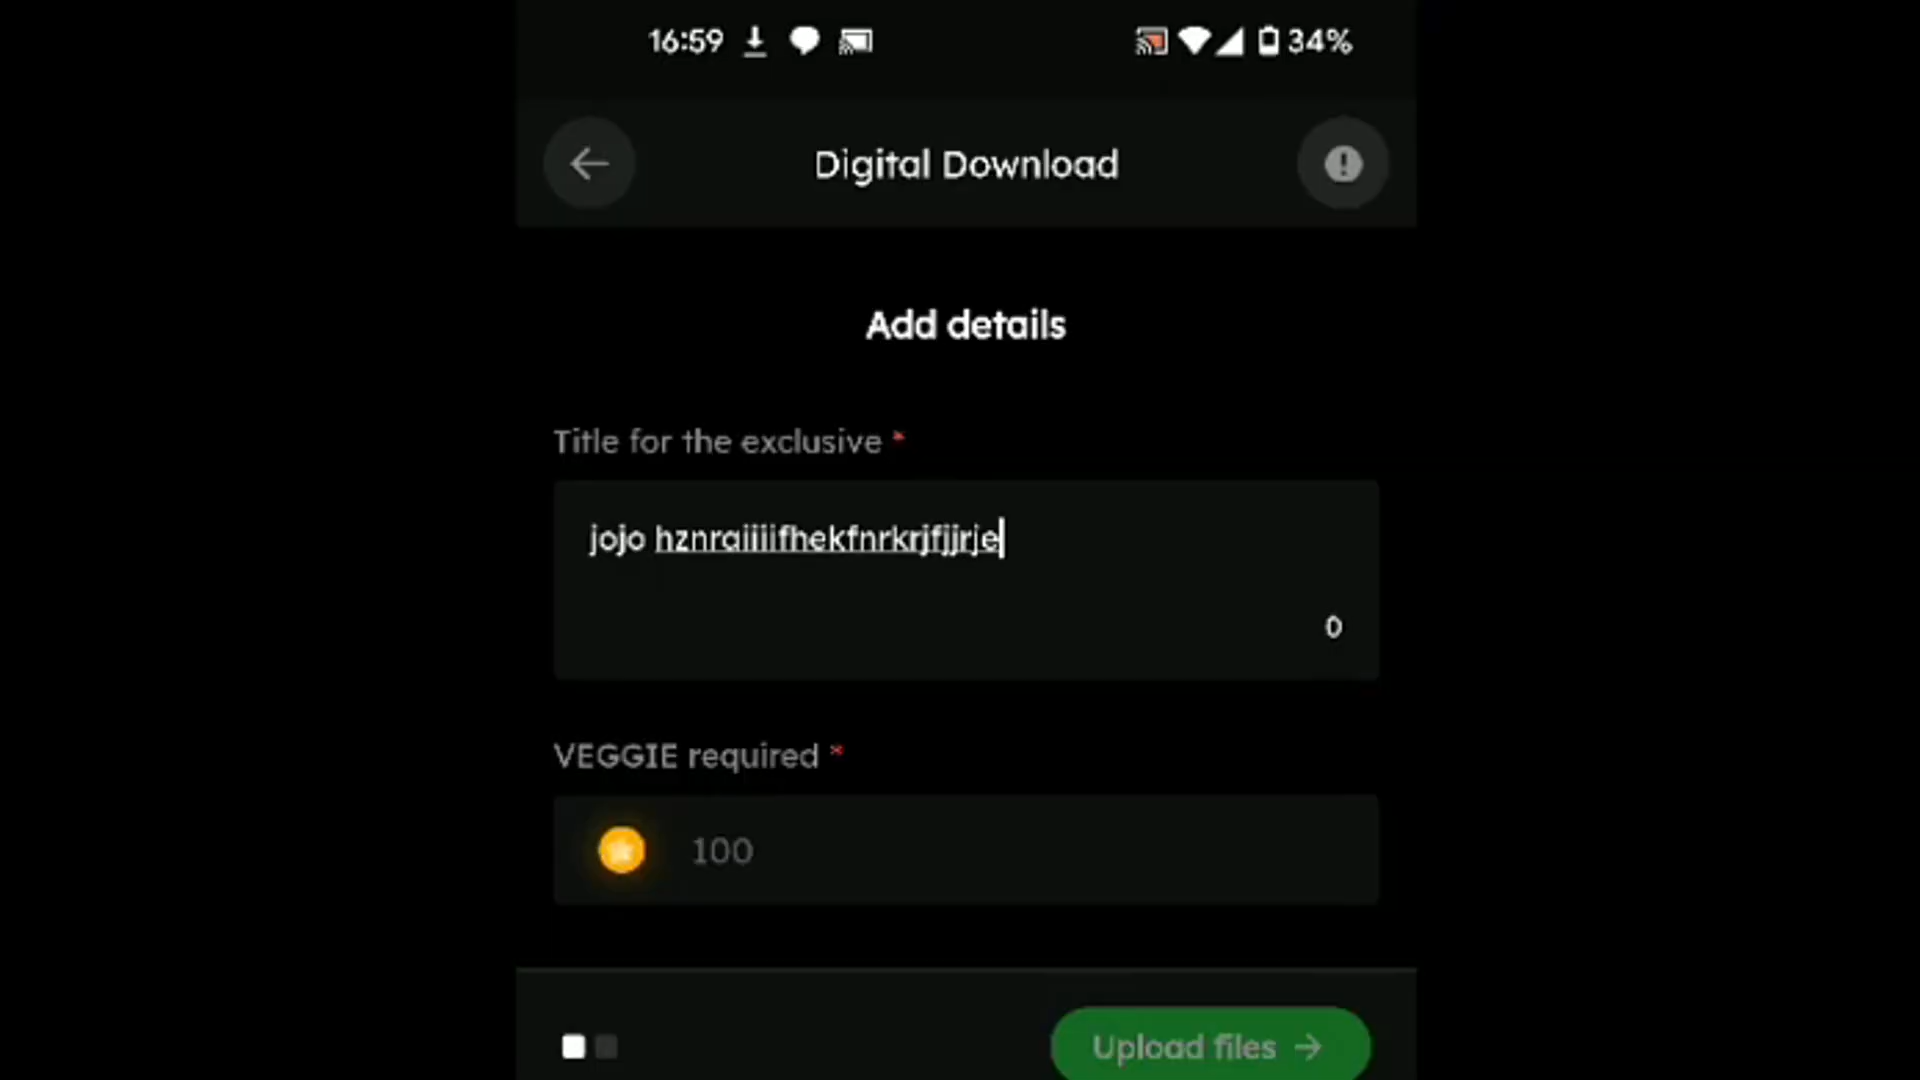 16:59 34%
Digital Download
Add details
Title for the exclusive *
jojo hznraiiiifhekfnrkrjfjjrje
0
VEGGIE required *
100
Upload files →